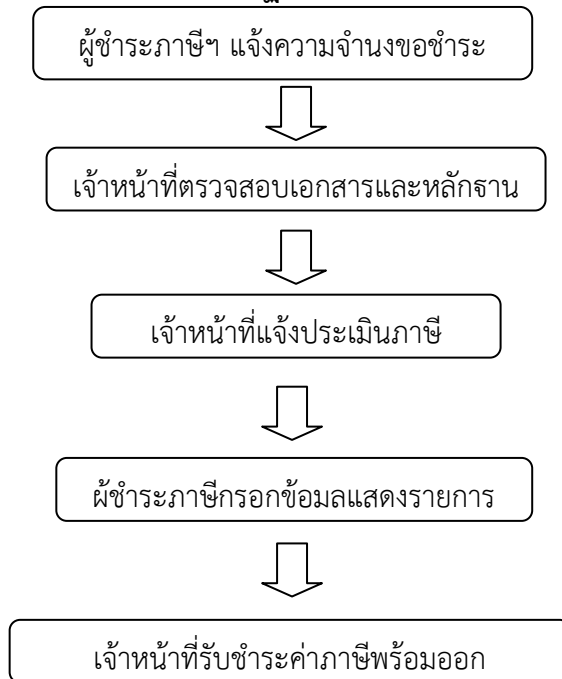 ผู้ชำระภาษีฯ แจ้งความจำนงขอชำระ
เจ้าหน้าที่ตรวจสอบเอกสารและหลักฐาน
เจ้าหน้าที่แจ้งประเมินภาษี
ผู้ชำระภาษีกรอกข้อมูลแสดงรายการ
เจ้าหน้าที่รับชำระค่าภาษีพร้อมออก